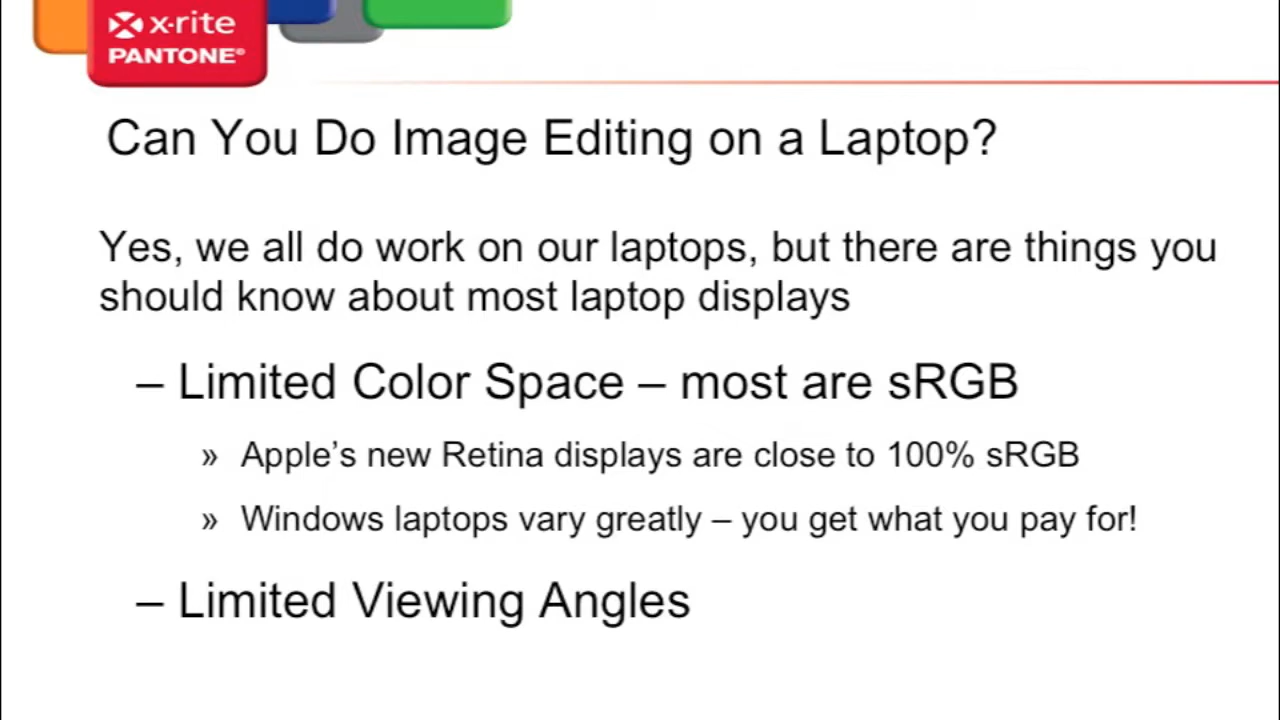 x·rite
PANTONE®
Can You Do Image Editing on a Laptop?
Yes, we all do work on our laptops, but there are things you
should know about most laptop displays
– Limited Color Space – most are sRGB
» Apple’s new Retina displays are close to 100% sRGB
» Windows laptops vary greatly – you get what you pay for!
– Limited Viewing Angles